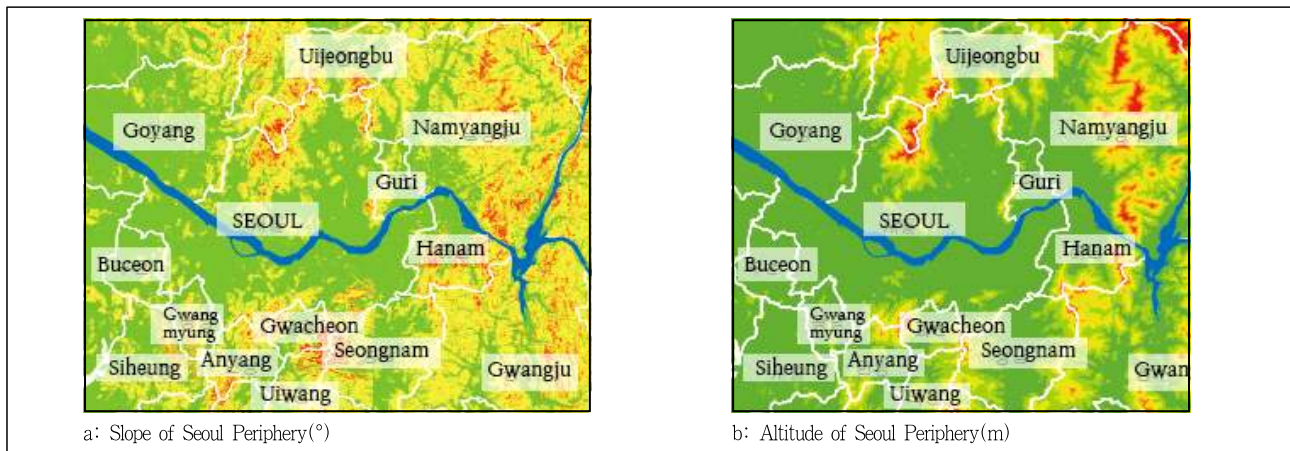 Uijeongbu
Goyang
Namyangju
Guri
SEOUL
Hanam
Buceon
Gwang
myung
Gwacheon
Siheung
Anyang
Seongnam
Gwangju
Uiwang
a: Slope of Seoul Periphery(°)
Uijeongbu
Goyang
Namyangju
Guri
SEOUL
Hanam
Buceon
Gwang
myung
Gwacheon
Siheung
Anyang
Seongnam
Gwan
Uiwang
b: Altitude of Seoul Periphery(m)